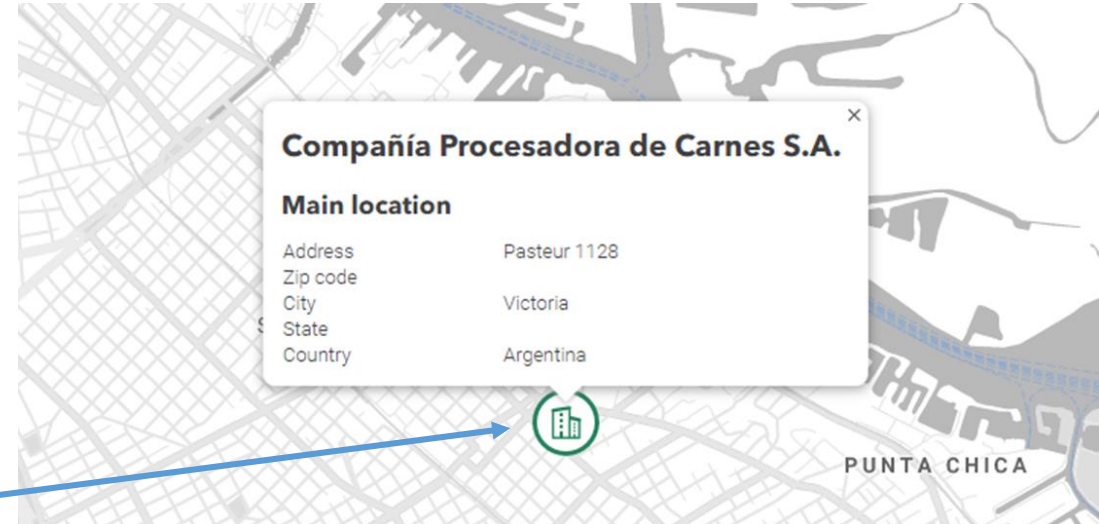 ×
Compañía Procesadora de Carnes S.A.
Main location
Address Pasteur 1128
Zip code
City Victoria
State
Country Argentina
PUNTA CHICA